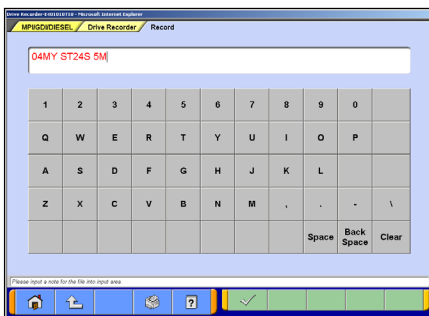 Drive Recorder-E401010718 - Microsoft Internet Explorer
MPI/GDI/DIESEL Drive Recorder Record
04MY ST24S 5M
1 2 3 4 5 6 7 8 9 0
Q W E R T Y U I O P
A S D F G H J K L
Z X C V B N M , . - \
Space Back Space Clear
Please input a note for the file into input area.
?